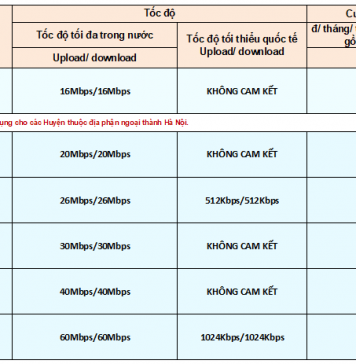 Tốc độ
Tốc độ tối đa trong nước
Tốc độ tối thiểu quốc tế
Upload/ download
đ/ tháng/
Upload/ download
16Mbps/16Mbps
KHÔNG CAM KẾT
cho các Huyện thuộc địa phận ngoại thành Hà Nội.
20Mbps/20Mbps
KHÔNG CAM KẾT
26Mbps/26Mbps
512Kbps/512Kbps
30Mbps/30Mbps
KHÔNG CAM KẾT
40Mbps/40Mbps
KHÔNG CAM KẾT
60Mbps/60Mbps
1024Kbps/1024Kbps